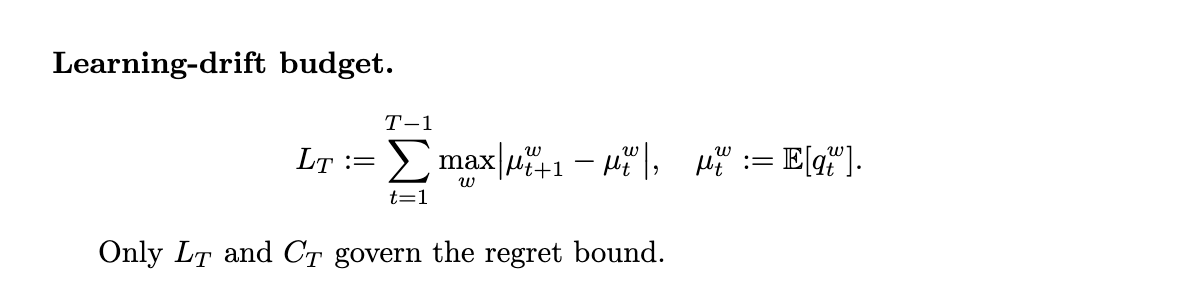 Learning-drift budget.
L_T := \sum_{t=1}^{T-1} \max_w |\mu_{t+1}^w - \mu_t^w|, \quad \mu_t^w := \mathbb{E}[q_t^w].
Only L_T and C_T govern the regret bound.